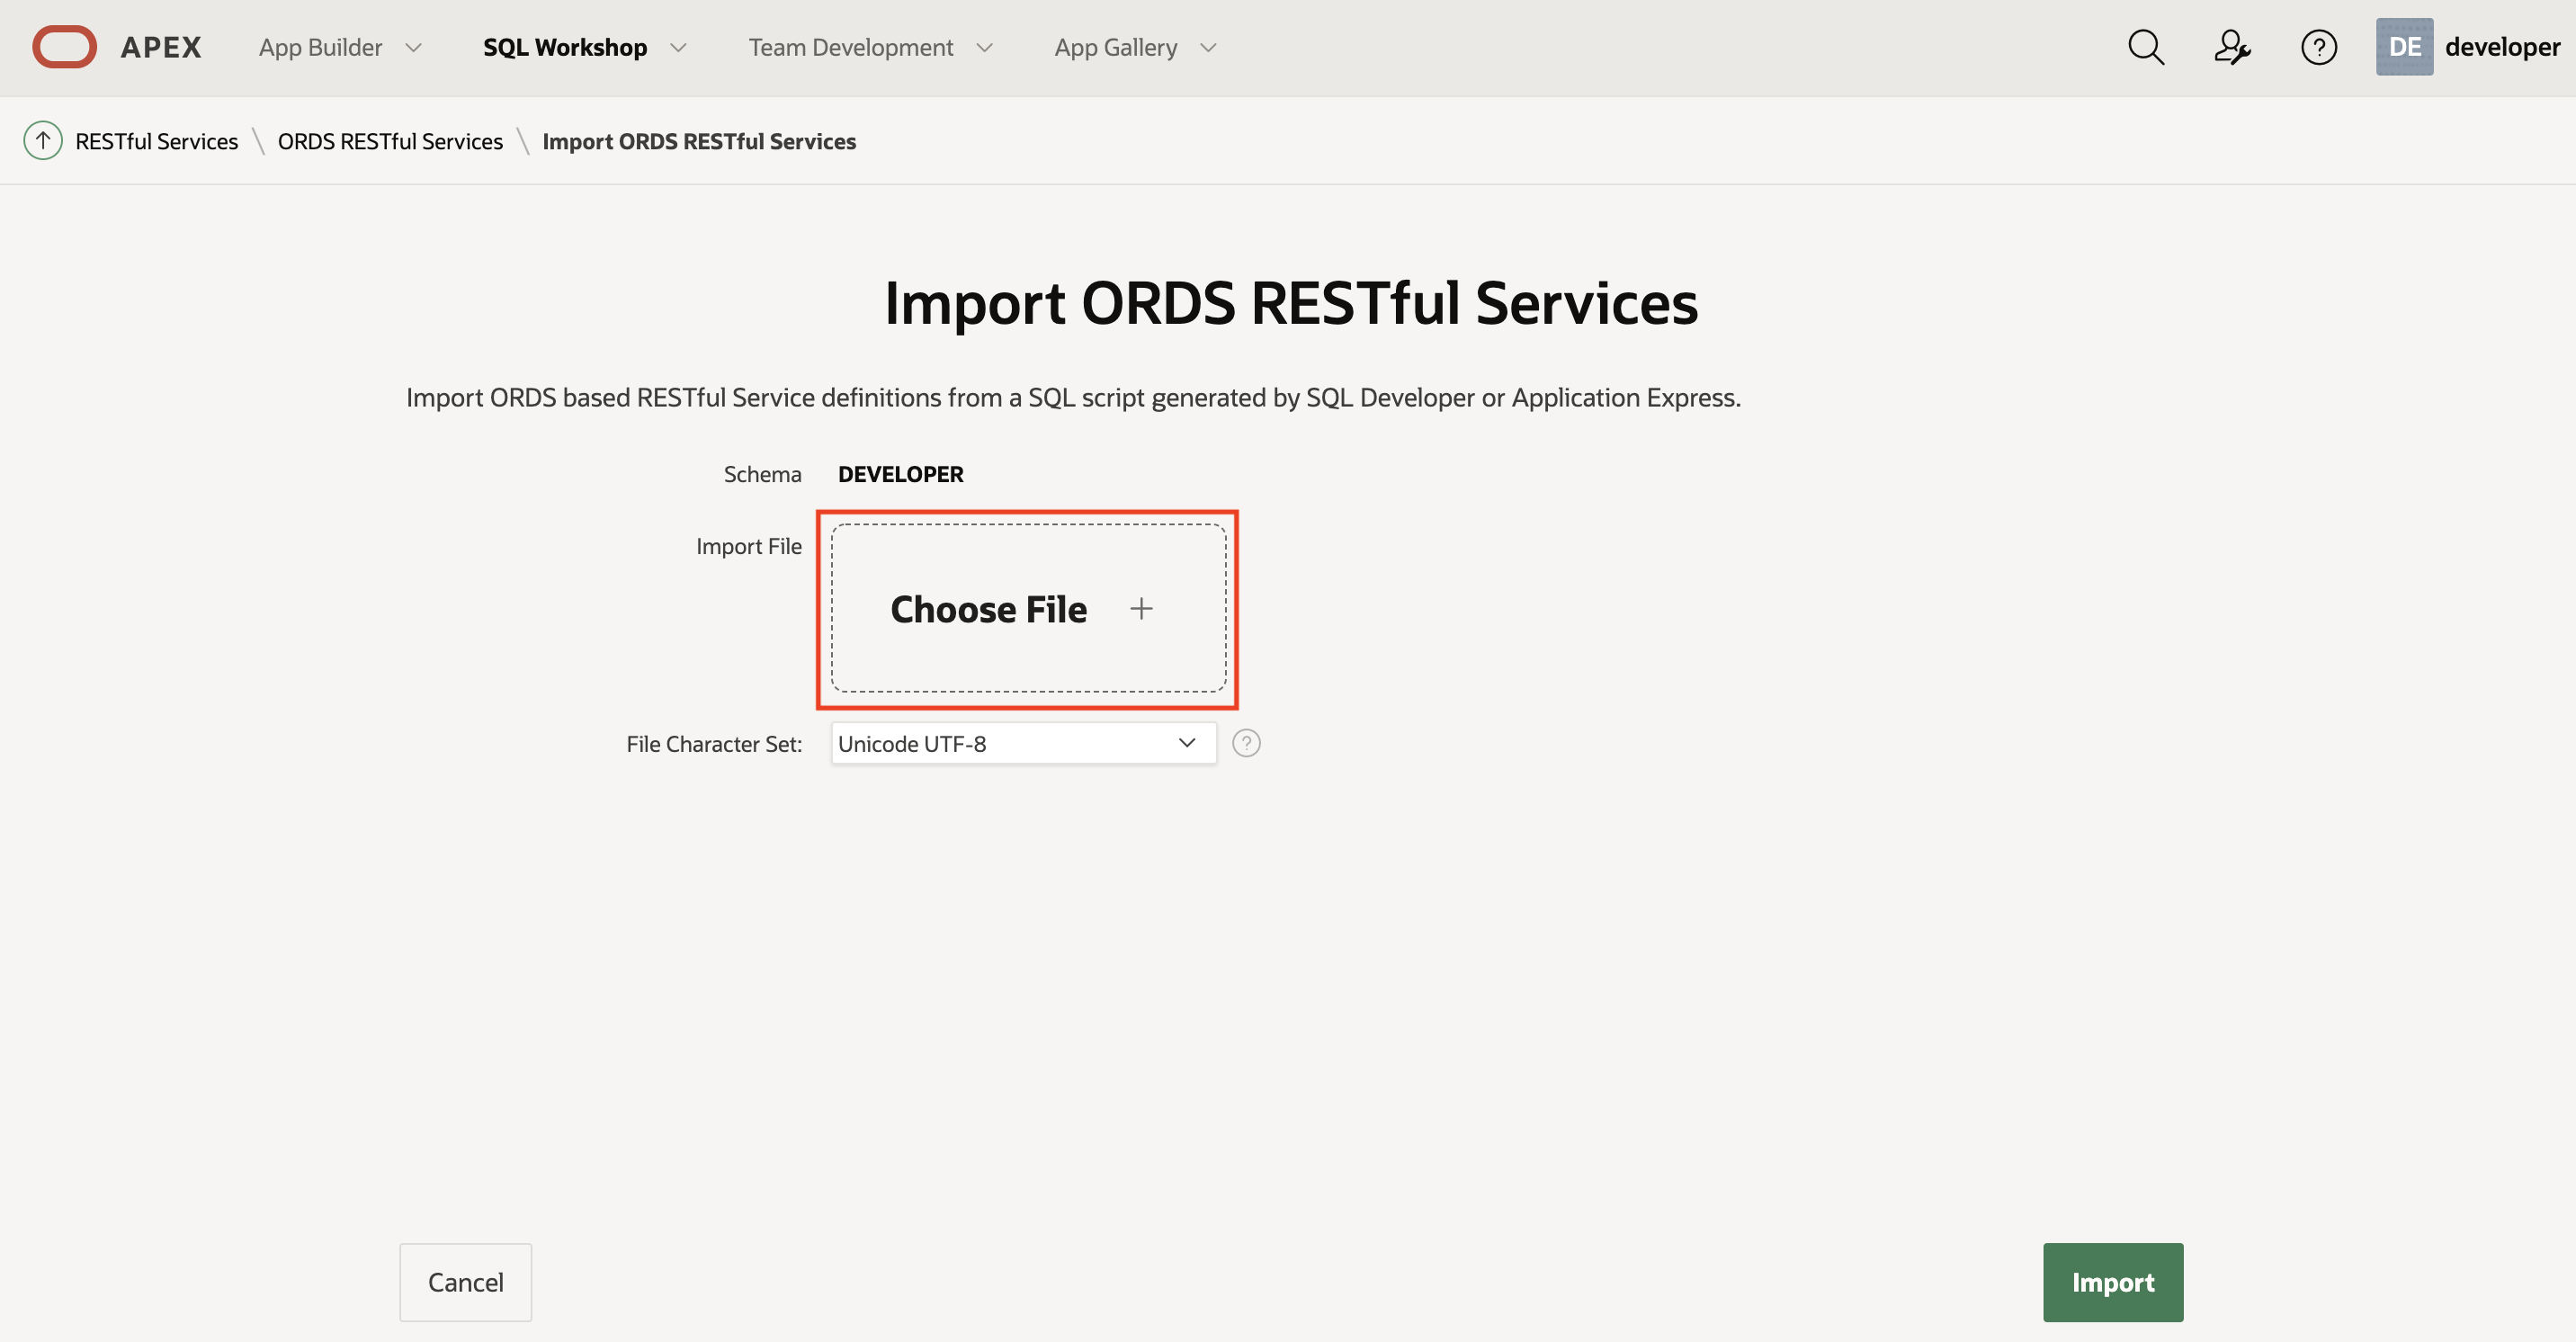 APEX App Builder SQL Workshop Team Development App Gallery ? DE developer
RESTful Services \ ORDS RESTful Services \ Import ORDS RESTful Services
Import ORDS RESTful Services
Import ORDS based RESTful Service definitions from a SQL script generated by SQL Developer or Application Express.
Schema DEVELOPER
Import File
Choose File +
File Character Set: Unicode UTF-8 ?
Cancel Import